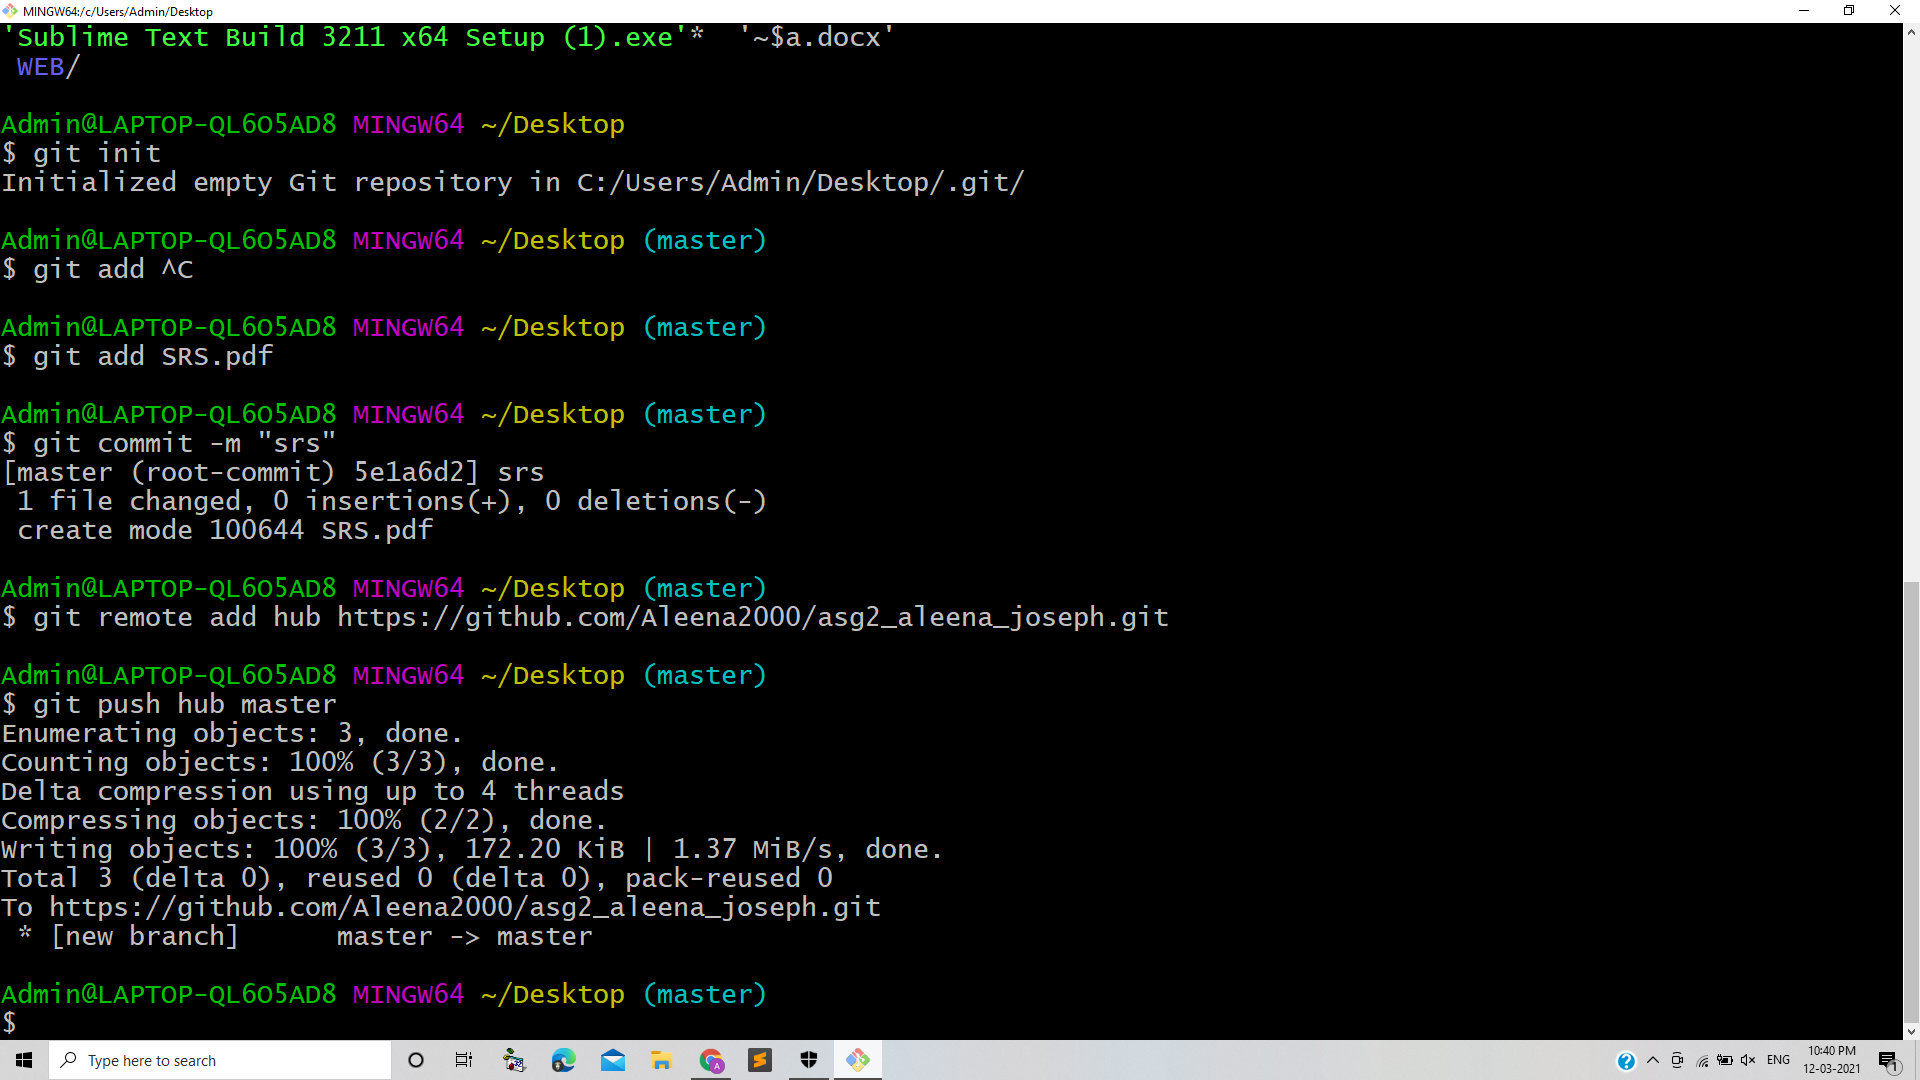 MINGW64:/c/Users/Admin/Desktop
'Sublime Text Build 3211 x64 Setup (1).exe'*  '~$a.docx'
WEB/
Admin@LAPTOP-QL6O5AD8 MINGW64 ~/Desktop
$ git init
Initialized empty Git repository in C:/Users/Admin/Desktop/.git/
Admin@LAPTOP-QL6O5AD8 MINGW64 ~/Desktop (master)
$ git add ^C
Admin@LAPTOP-QL6O5AD8 MINGW64 ~/Desktop (master)
$ git add SRS.pdf
Admin@LAPTOP-QL6O5AD8 MINGW64 ~/Desktop (master)
$ git commit -m "srs"
[master (root-commit) 5e1a6d2] srs
1 file changed, 0 insertions(+), 0 deletions(-)
create mode 100644 SRS.pdf
Admin@LAPTOP-QL6O5AD8 MINGW64 ~/Desktop (master)
$ git remote add hub https://github.com/Aleena2000/asg2_aleena_joseph.git
Admin@LAPTOP-QL6O5AD8 MINGW64 ~/Desktop (master)
$ git push hub master
Enumerating objects: 3, done.
Counting objects: 100% (3/3), done.
Delta compression using up to 4 threads
Compressing objects: 100% (2/2), done.
Writing objects: 100% (3/3), 172.20 KiB | 1.37 MiB/s, done.
Total 3 (delta 0), reused 0 (delta 0), pack-reused 0
To https://github.com/Aleena2000/asg2_aleena_joseph.git
* [new branch]      master -> master
Admin@LAPTOP-QL6O5AD8 MINGW64 ~/Desktop (master)
$
Type here to search
ENG
10:40 PM
12-03-2021
1